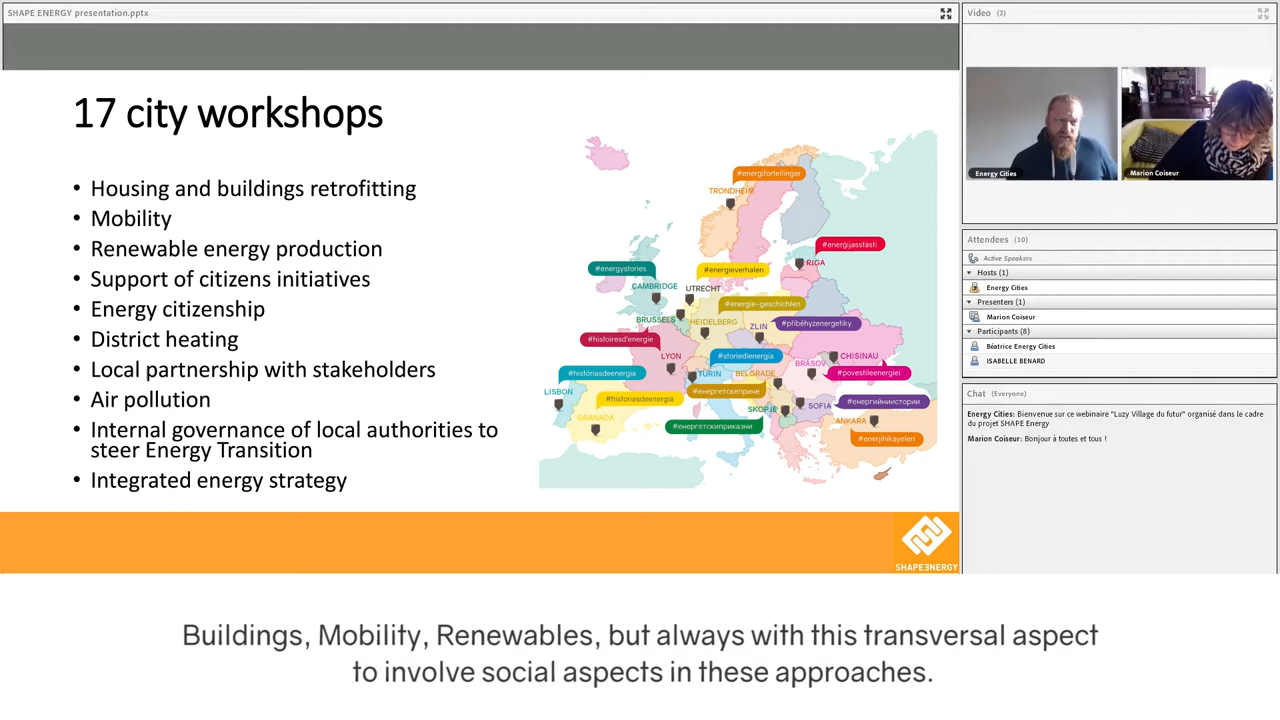 SHAPE ENERGY presentation.pptx
17 city workshops
• Housing and buildings retrofitting
• Mobility
• Renewable energy production
• Support of citizens initiatives
• Energy citizenship
• District heating
• Local partnership with stakeholders
• Air pollution
• Internal governance of local authorities to
steer Energy Transition
• Integrated energy strategy
#energifortellinger
TRONDHEIM
#enerģijasstāsti
RIGA
#energystories
#energieverhalen
CAMBRIDGE
UTRECHT
#energie-geschichten
BRUSSELS
HEIDELBERG
ZLIN
#příběhyzenergetiky
#histoiresd'energie
LYON
#storiedienergia
BRASOV
CHISINAU
#históriasdeenergia
TURIN
BELGRADE
#povestileenergiei
LISBON
#historiasdeenergia
#енергетскеприче
SKOPJE
SOFIA
#енергийниистории
GRANADA
#енергетскиприказни
ANKARA
#enerjihikayeleri
SHAPEENERGY
Video (2)
Energy Cities
Marion Coiseur
Attendees (10)
Active Speakers
Hosts (1)
Energy Cities
Presenters (1)
Marion Coiseur
Participants (8)
Béatrice Energy Cities
ISABELLE BENARD
Chat (Everyone)
Energy Cities: Bienvenue sur ce webinaire "Luzy Village du futur" organisé dans le cadre
du projet SHAPE Energy
Marion Coiseur: Bonjour à toutes et tous !
Buildings, Mobility, Renewables, but always with this transversal aspect
to involve social aspects in these approaches.